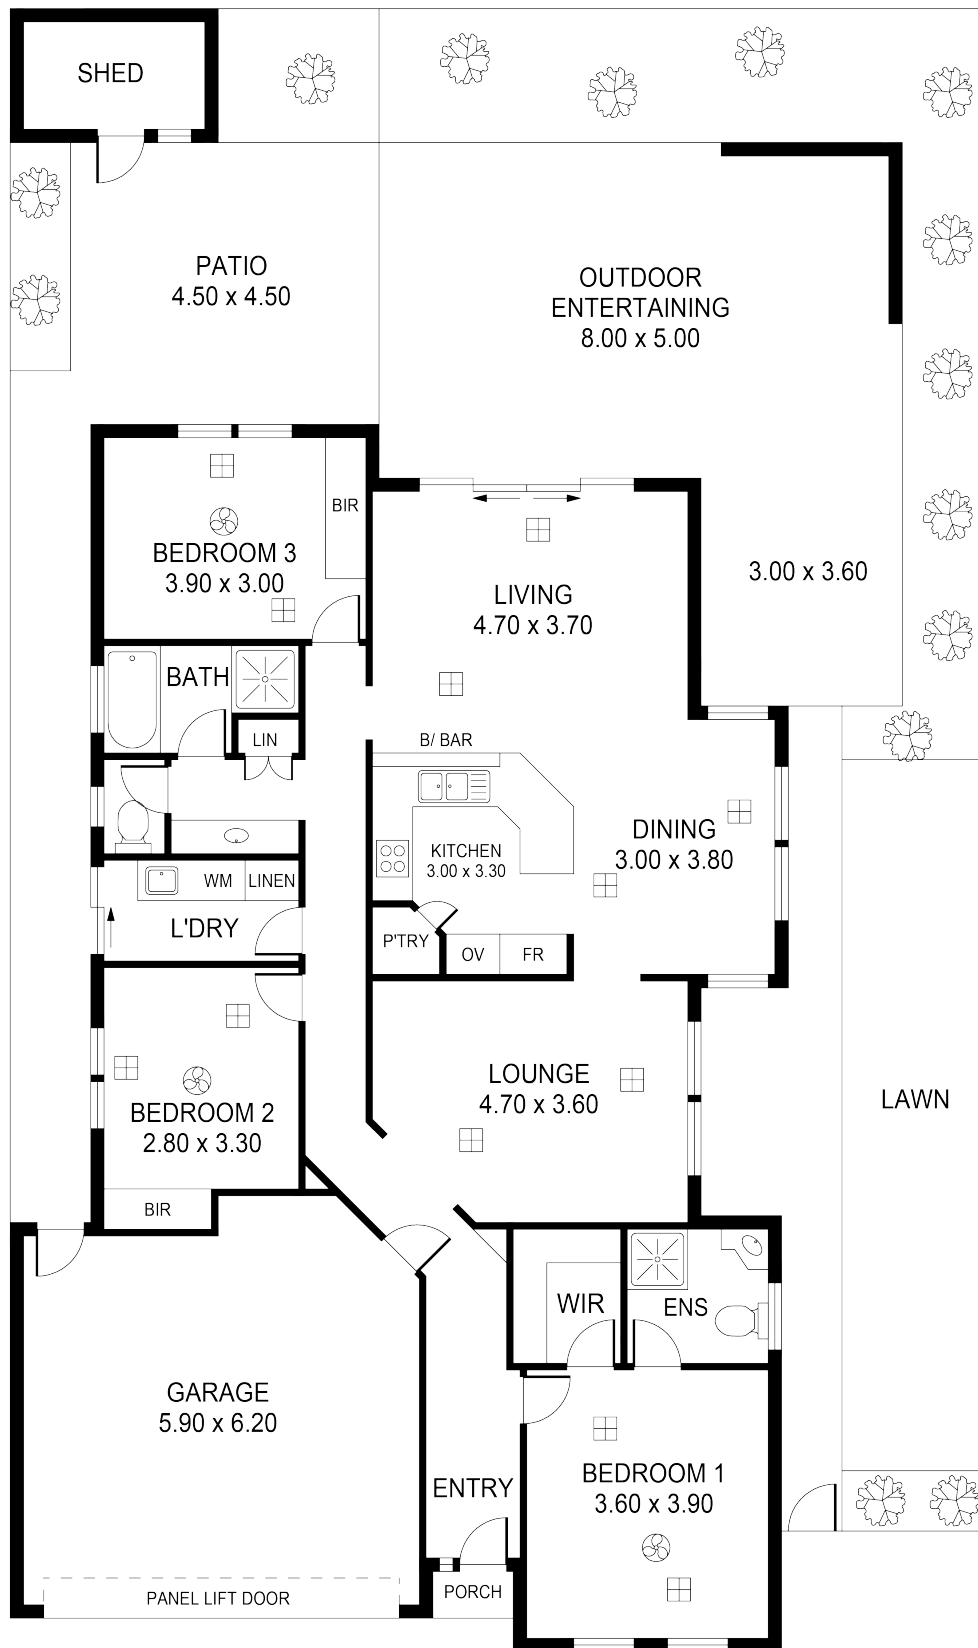 SHED
PATIO
4.50 x 4.50
OUTDOOR
ENTERTAINING
8.00 x 5.00
BIR
BEDROOM 3
3.90 x 3.00
LIVING
4.70 x 3.70
3.00 x 3.60
BATH
LIN
B/ BAR
KITCHEN
3.00 x 3.30
DINING
3.00 x 3.80
WM
LINEN
L'DRY
P'TRY
OV
FR
LOUNGE
4.70 x 3.60
LAWN
BEDROOM 2
2.80 x 3.30
BIR
WIR
ENS
GARAGE
5.90 x 6.20
ENTRY
BEDROOM 1
3.60 x 3.90
PORCH
PANEL LIFT DOOR